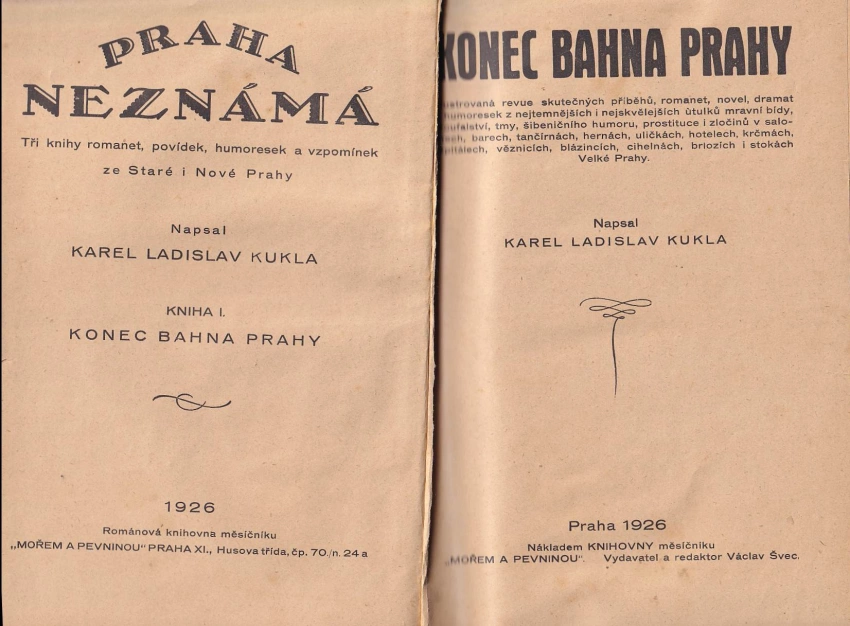 PRAHA
NEZNÁMÁ
Tři knihy romanet, povídek, humoresek a vzpomínek
ze Staré i Nové Prahy
Napsal
KAREL LADISLAV KUKLA
KNIHA I.
KONEC BAHNA PRAHY
1926
Románová knihovna měsíčníku
„MOŘEM A PEVNINOU“ PRAHA XI., Husova třída, čp. 70./n. 24 a
KONEC BAHNA PRAHY
revue skutečných příběhů, romanet, novel, dramat
humoresek z nejtemnějších i nejskvělejších útulků mravní bídy,
tmy, šibeničního humoru, prostituce i zločinů v salo-
barech, tančírnách, hernách, uličkách, hotelech, krčmách,
věznicích, blázincích, cihelnách, brlozích i stokách
Velké Prahy.
Napsal
KAREL LADISLAV KUKLA
Praha 1926
Nákladem KNIHOVNY měsíčníku
„MOŘEM A PEVNINOU“. Vydavatel a redaktor Václav Švec.